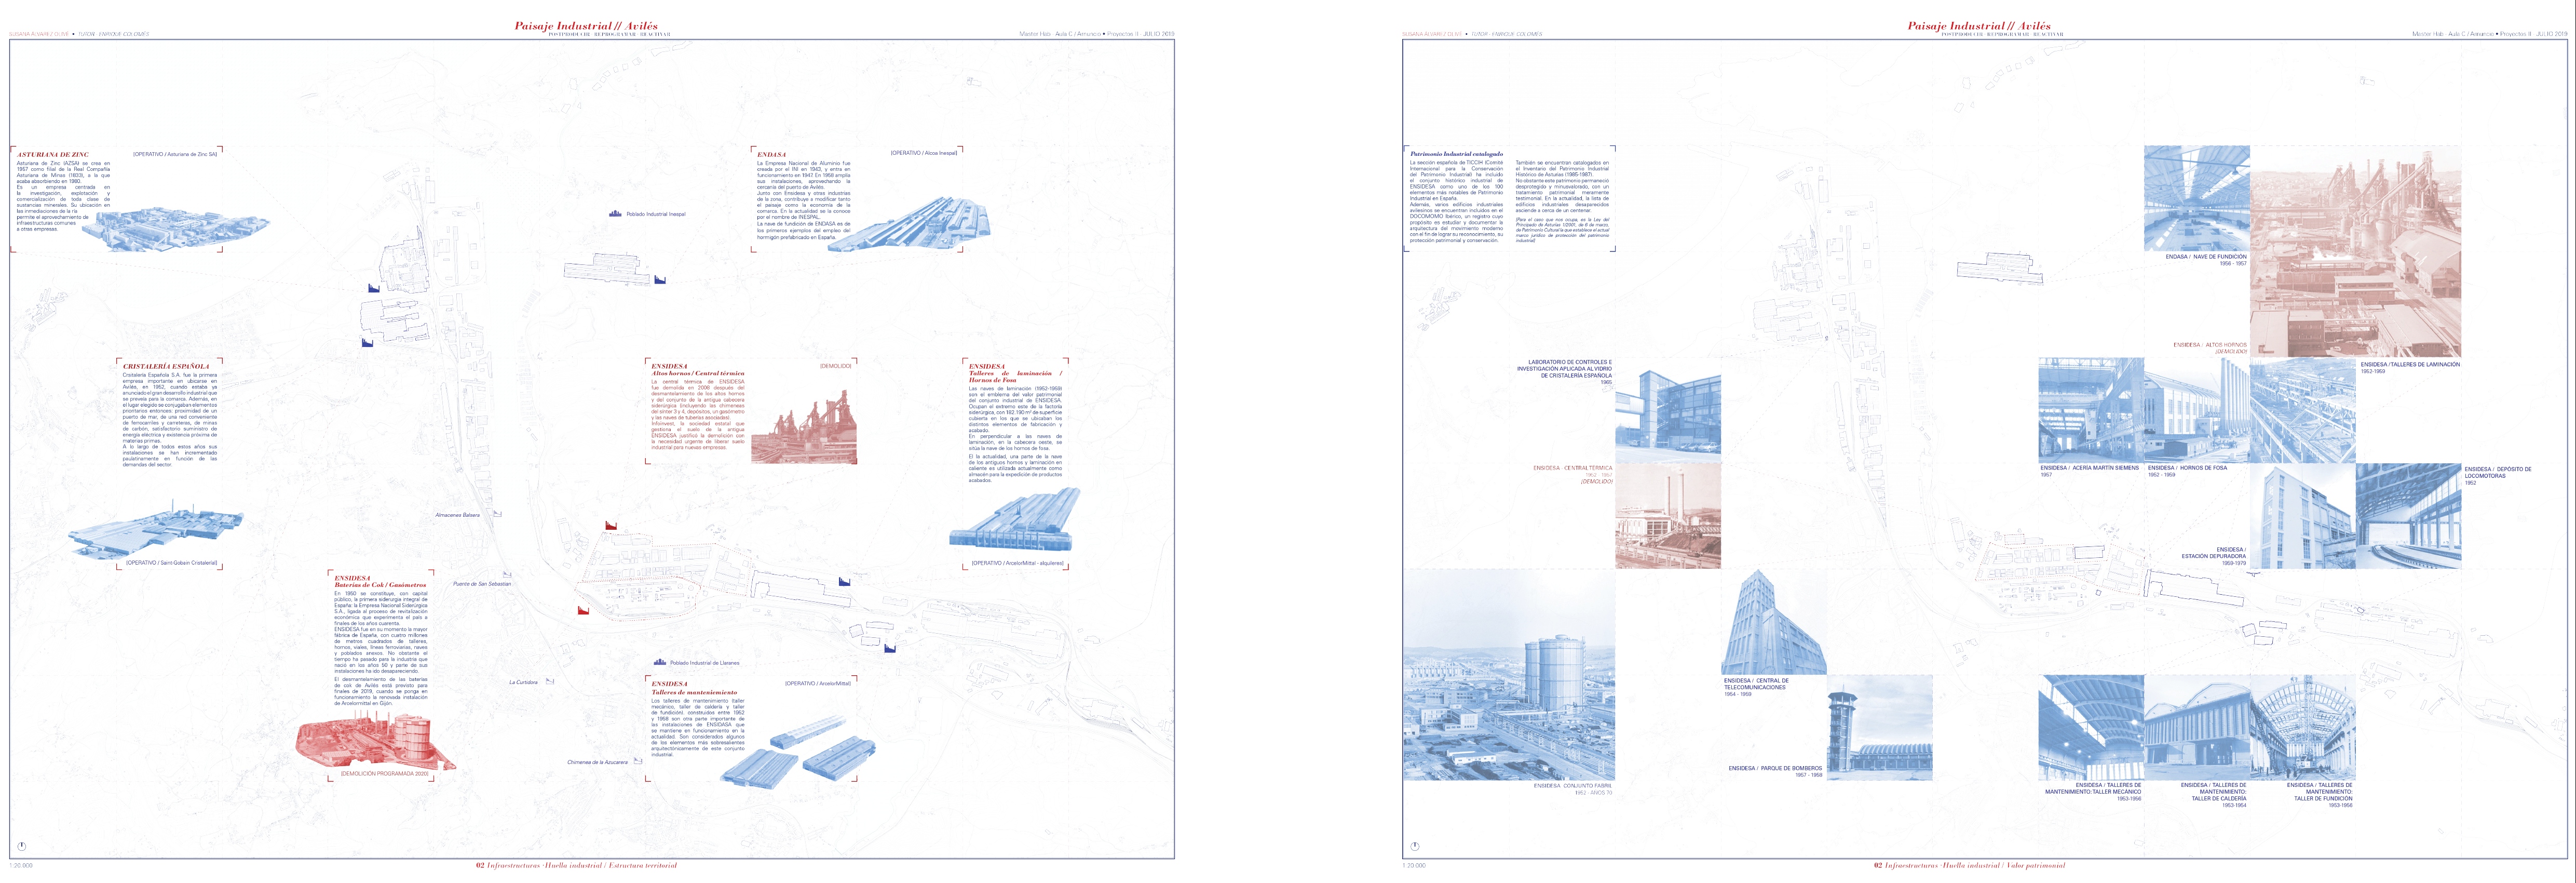 Paisaje Industrial // Avilés
POSTPRODUCIR · REPROGRAMAR · REACTIVAR
SUSANA ÁLVAREZ OLIVÉ • TUTOR · ENRIQUE COLOMÉS
Máster Hab · Aula C / Anuncio • Proyectos II · JULIO 2019
ASTURIANA DE ZINC
[OPERATIVO / Asturiana de Zinc SA]
Asturiana de Zinc (AZSA) se crea en
1957 como filial de la Real Compañía
Asturiana de Minas (1833), a la que
acaba absorbiendo en 1980.
Es un empresa centrada en
la investigación, explotación y
comercialización de toda clase de
sustancias minerales. Su ubicación en
las inmediaciones de la ría
permite el aprovechamiento de
infraestructuras comunes
a otras empresas.
ENDASA
[OPERATIVO / Alcoa Inespal]
La Empresa Nacional de Aluminio fue
creada por el INI en 1943, y entra en
funcionamiento en 1947. En 1958 amplía
sus instalaciones, aprovechando la
cercanía del puerto de Avilés.
Junto con Ensidesa y otras industrias
de la zona, contribuye a modificar tanto
el paisaje como la economía de la
comarca. En la actualidad se la conoce
por el nombre de INESPAL.
La nave de fundición de ENDASA es de
los primeros ejemplos del empleo del
hormigón prefabricado en España.
Poblado Industrial Inespal
CRISTALERÍA ESPAÑOLA
Cristalería Española S.A. fue la primera
empresa importante en ubicarse en
Avilés, en 1952, cuando estaba ya
anunciado el gran desarrollo industrial que
se preveía para la comarca. Además, en
el lugar elegido se conjugaban elementos
prioritarios entonces: proximidad de un
puerto de mar, de una red conveniente
de ferrocarriles y carreteras, de minas
de carbón, satisfactorio suministro de
energía eléctrica y existencia próxima de
materias primas.
A lo largo de todos estos años sus
instalaciones se han incrementado
paulatinamente en función de las
demandas del sector.
[OPERATIVO / Saint-Gobain Cristalería]
ENSIDESA
Altos hornos / Central térmica
[DEMOLIDO]
La central térmica de ENSIDESA
fue demolida en 2006 después del
desmantelamiento de los altos hornos
y del conjunto de la antigua cabecera
siderúrgica (incluyendo las chimeneas
del sínter 3 y 4, depósitos, un gasómetro
y las naves de tuberías asociadas).
Infoinvest, la sociedad estatal que
gestiona el suelo de la antigua
ENSIDESA justificó la demolición con
la necesidad urgente de liberar suelo
industrial para nuevas empresas.
ENSIDESA
Talleres de laminación /
Hornos de Fosa
Las naves de laminación (1952-1959)
son el emblema del valor patrimonial
del conjunto industrial de ENSIDESA.
Ocupan el extremo este de la factoría
siderúrgica, con 182.190 m² de superficie
cubierta en los que se ubicaban los
distintos elementos de fabricación y
acabado.
En perpendicular a las naves de
laminación, en la cabecera oeste, se
sitúa la nave de los hornos de fosa.
El la actualidad, una parte de la nave
de los antiguos hornos y laminación en
caliente es utilizada actualmente como
almacén para la expedición de productos
acabados.
[OPERATIVO / ArcelorMittal - alquileres]
Almacenes Balsera
Puente de San Sebastián
La Curtidora
Chimenea de la Azucarera
ENSIDESA
Baterías de Cok / Gasómetros
En 1950 se constituye, con capital
público, la primera siderurgia integral de
España: la Empresa Nacional Siderúrgica
S.A., ligada al proceso de revitalización
económica que experimenta el país a
finales de los años cuarenta.
ENSIDESA fue en su momento la mayor
fábrica de España, con cuatro millones
de metros cuadrados de talleres,
hornos, viales, líneas ferroviarias, naves
y poblados anexos. No obstante el
tiempo ha pasado para la industria que
nació en los años 50 y parte de sus
instalaciones ha ido desapareciendo.
El desmantelamiento de las baterías
de cok de Avilés está previsto para
finales de 2019, cuando se ponga en
funcionamiento la renovada instalación
de Arcelormittal en Gijón.
[DEMOLICIÓN PROGRAMADA 2020]
Poblado Industrial de Llaranes
ENSIDESA
Talleres de mantenimiento
[OPERATIVO / ArcelorMittal]
Los talleres de mantenimiento (taller
mecánico, taller de caldería y taller
de fundición), construidos entre 1952
y 1958 son otra parte importante de
las instalaciones de ENSIDASA que
se mantiene en funcionamiento en la
actualidad. Son considerados algunos
de los elementos más sobresalientes
arquitectónicamente de este conjunto
industrial.
1:20.000
02 Infraestructuras · Huella industrial / Estructura territorial
Paisaje Industrial // Avilés
POSTPRODUCIR · REPROGRAMAR · REACTIVAR
SUSANA ÁLVAREZ OLIVÉ • TUTOR · ENRIQUE COLOMÉS
Máster Hab · Aula C / Anuncio • Proyectos II · JULIO 2019
Patrimonio Industrial catalogado
La sección española de TICCIH (Comité
Internacional para la Conservación
del Patrimonio Industrial) ha incluido
el conjunto histórico industrial de
ENSIDESA como uno de los 100
elementos más notables de Patrimonio
Industrial en España.
Además, varios edificios industriales
avilesinos se encuentran incluidos en el
DOCOMOMO Ibérico, un registro cuyo
propósito es estudiar y documentar la
arquitectura del movimiento moderno
con el fin de lograr su reconocimiento, su
protección patrimonial y conservación.
También se encuentran catalogados en
el Inventario del Patrimonio Industrial
Histórico de Asturias (1985-1987).
No obstante este patrimonio permaneció
desprotegido y minusvalorado, con un
tratamiento patrimonial meramente
testimonial. En la actualidad, la lista de
edificios industriales desaparecidos
asciende a cerca de un centenar.
(Para el caso que nos ocupa, es la Ley del
Principado de Asturias 1/2001, de 6 de marzo,
de Patrimonio Cultural la que establece el actual
marco jurídico de protección del patrimonio
industrial)
ENDASA / NAVE DE FUNDICIÓN
1956 - 1957
ENSIDESA / ALTOS HORNOS
[DEMOLIDO]
LABORATORIO DE CONTROLES E
INVESTIGACIÓN APLICADA AL VIDRIO
DE CRISTALERÍA ESPAÑOLA
1965
ENSIDESA / TALLERES DE LAMINACIÓN
1952-1959
ENSIDESA · CENTRAL TÉRMICA
[DEMOLIDO]
ENSIDESA / ACERÍA MARTIN SIEMENS
1957
ENSIDESA / HORNOS DE FOSA
1952 - 1959
ENSIDESA / DEPÓSITO DE
LOCOMOTORAS
1952
ENSIDESA /
ESTACIÓN DEPURADORA
1959-1979
ENSIDESA / CENTRAL DE
TELECOMUNICACIONES
1954 - 1959
ENSIDESA / PARQUE DE BOMBEROS
1957 - 1959
ENSIDESA · CONJUNTO FABRIL
1952 · AÑOS 70
ENSIDESA / TALLERES DE
MANTENIMIENTO: TALLER MECÁNICO
1953-1956
ENSIDESA / TALLERES DE
MANTENIMIENTO:
TALLER DE CALDERÍA
1953-1954
ENSIDESA / TALLERES DE
MANTENIMIENTO:
TALLER DE FUNDICIÓN
1953-1956
1:20.000
02 Infraestructuras · Huella industrial / Valor patrimonial